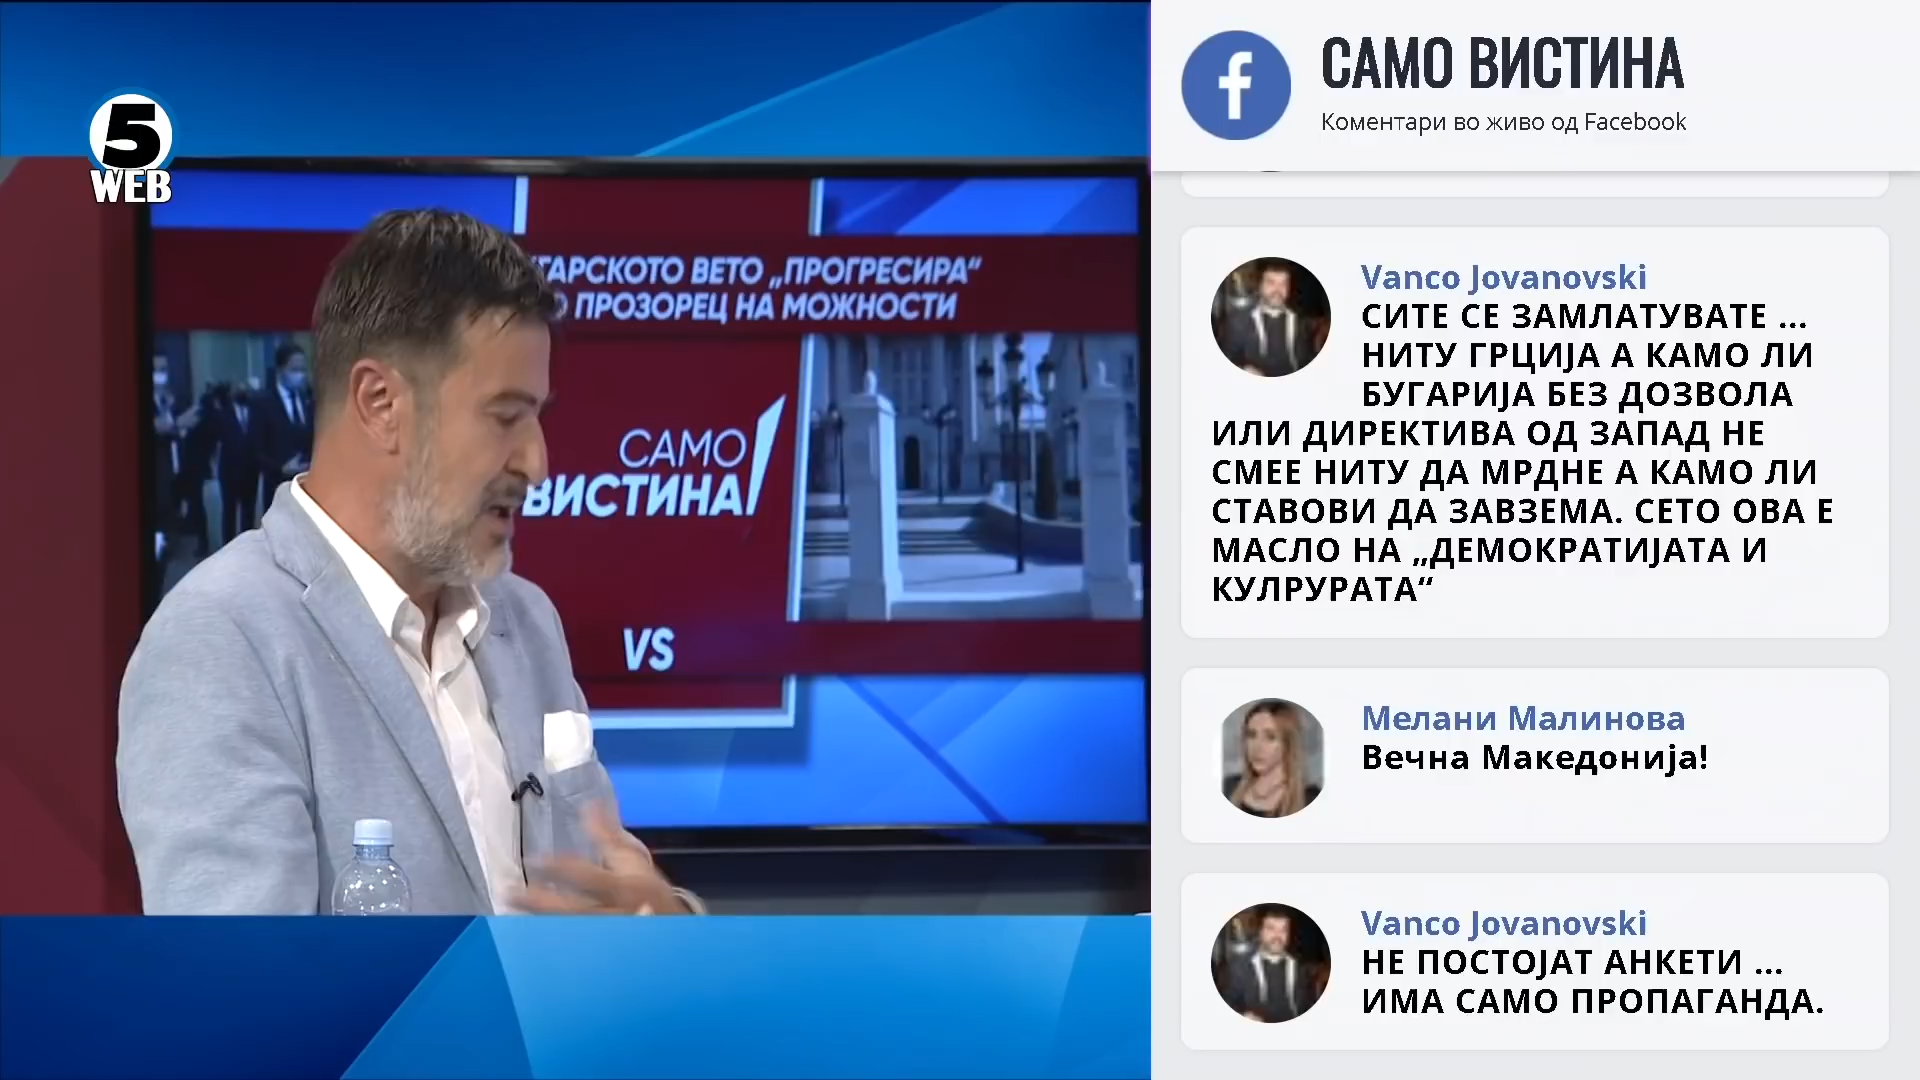 5
WEB
ГАРСКОТО ВЕТО „ПРОГРЕСИРА“
ПРОЗОРЕЦ НА МОЖНОСТИ
САМО
ВИСТИНА!
VS
f
САМО ВИСТИНА
Коментари во живо од Facebook
Vanco Jovanovski
СИТЕ СЕ ЗАМЛАТУВАТЕ ...
НИТУ ГРЦИЈА А КАМО ЛИ
БУГАРИЈА БЕЗ ДОЗВОЛА
ИЛИ ДИРЕКТИВА ОД ЗАПАД НЕ
СМЕЕ НИТУ ДА МРДНЕ А КАМО ЛИ
СТАВОВИ ДА ЗАВЗЕМА. СЕТО ОВА Е
МАСЛО НА „ДЕМОКРАТИЈАТА И
КУЛРУРАТА“
Мелани Малинова
Вечна Македонија!
Vanco Jovanovski
НЕ ПОСТОЈАТ АНКЕТИ ...
ИМА САМО ПРОПАГАНДА.